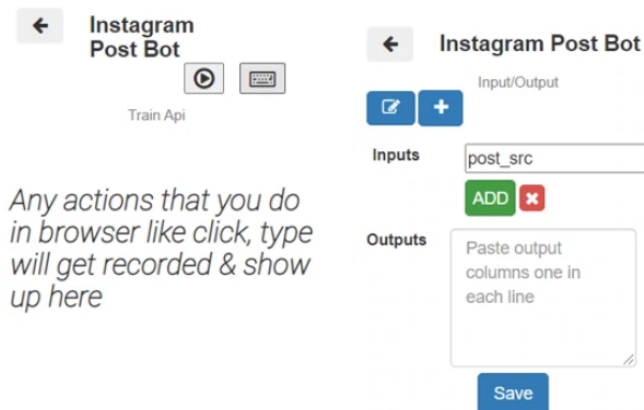 Instagram
Post Bot
Train Api
Any actions that you do
in browser like click, type
will get recorded & show
up here
Instagram Post Bot
Input/Output
Inputs
post_src
ADD
Outputs
Paste output
columns one in
each line
Save